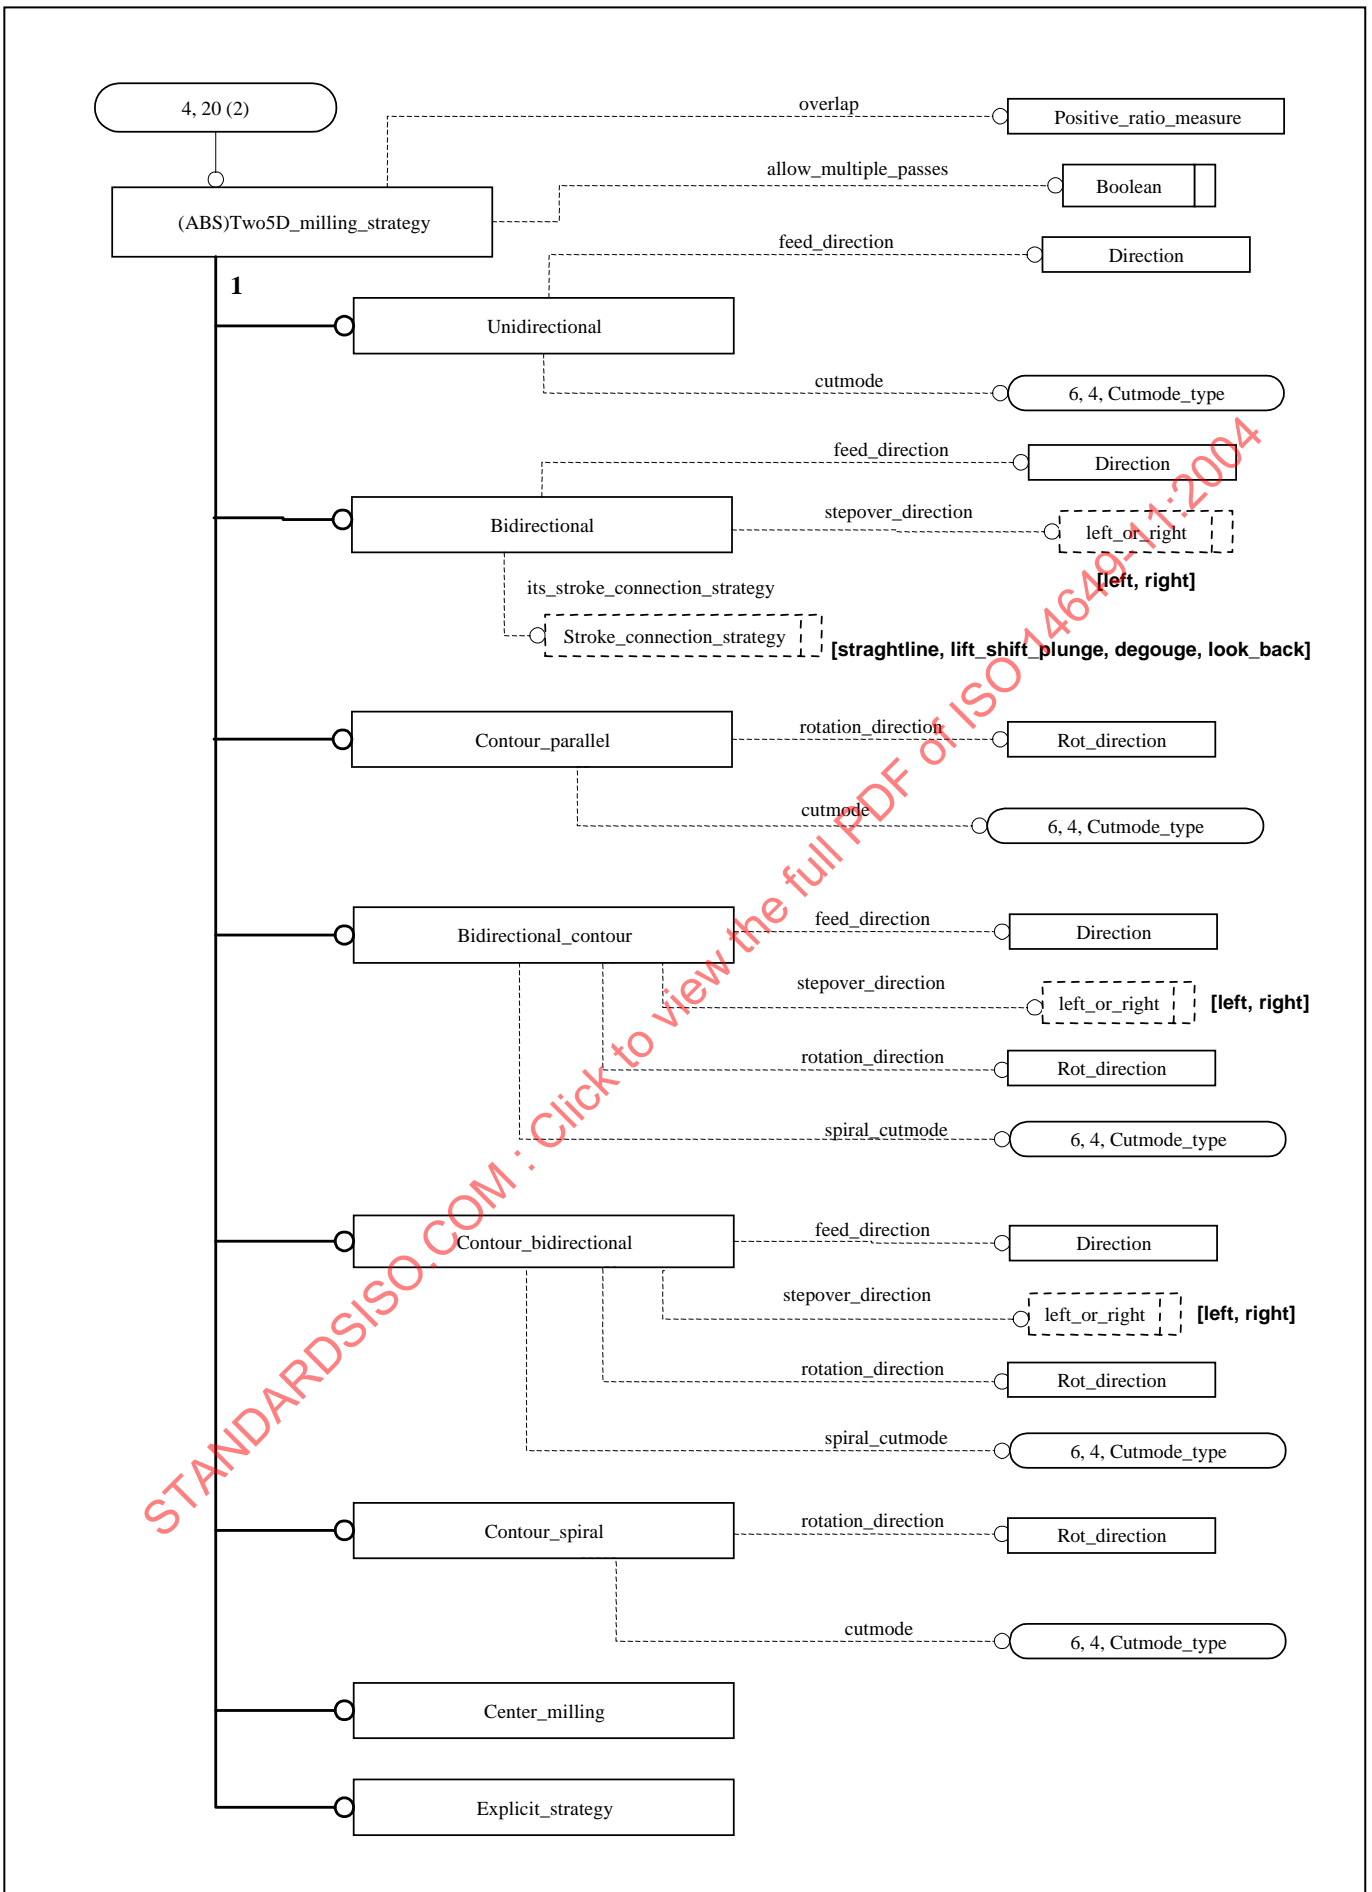 4, 20 (2)
overlap
Positive_ratio_measure
allow_multiple_passes
Boolean
(ABS)Two5D_milling_strategy
feed_direction
Direction
1
Unidirectional
cutmode
6, 4, Cutmode_type
feed_direction
Direction
Bidirectional
stepover_direction
left_or_right
[left, right]
its_stroke_connection_strategy
Stroke_connection_strategy
[straghtline, lift_shift_plunge, degouge, look_back]
Contour_parallel
rotation_direction
Rot_direction
cutmode
6, 4, Cutmode_type
Bidirectional_contour
feed_direction
Direction
stepover_direction
left_or_right
[left, right]
rotation_direction
Rot_direction
spiral_cutmode
6, 4, Cutmode_type
Contour_bidirectional
feed_direction
Direction
stepover_direction
left_or_right
[left, right]
rotation_direction
Rot_direction
spiral_cutmode
6, 4, Cutmode_type
Contour_spiral
rotation_direction
Rot_direction
cutmode
6, 4, Cutmode_type
Center_milling
Explicit_strategy
STANDARDSISO.COM : Click to view the full PDF of ISO 14649-11:2004